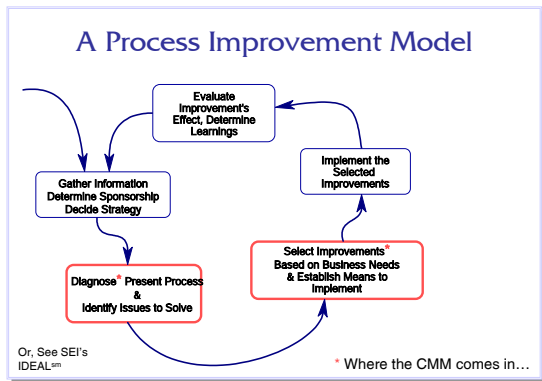 A Process Improvement Model
Evaluate
Improvement's
Effect, Determine
Learnings
Implement the
Selected
Improvements
Gather Information
Determine Sponsorship
Decide Strategy
Select Improvements*
Based on Business Needs
& Establish Means to
Implement
Diagnose* Present Process
&
Identify Issues to Solve
Or, See SEI's
IDEALsm
* Where the CMM comes in…